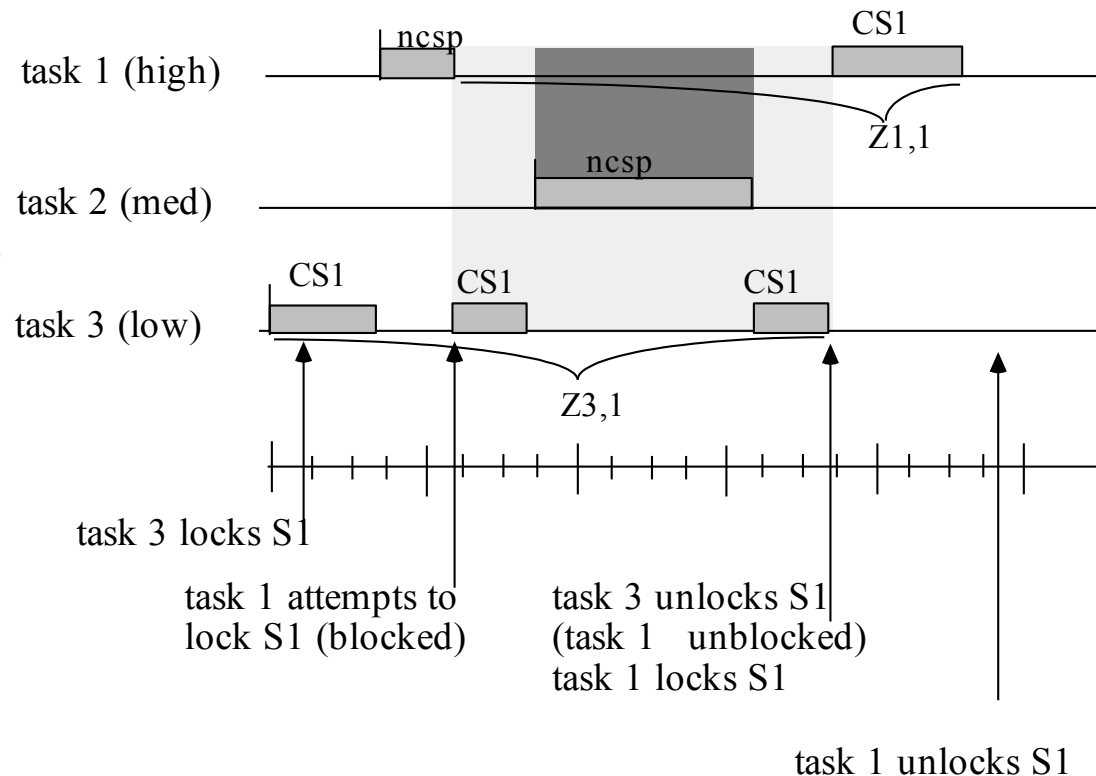 CS1
ncsp
task 1 (high)
Z1,1
ncsp
task 2 (med)
CS1
CS1
CS1
task 3 (low)
Z3,1
task 3 locks S1
task 1 attempts to
lock S1 (blocked)
task 3 unlocks S1
(task 1 unblocked)
task 1 locks S1
task 1 unlocks S1